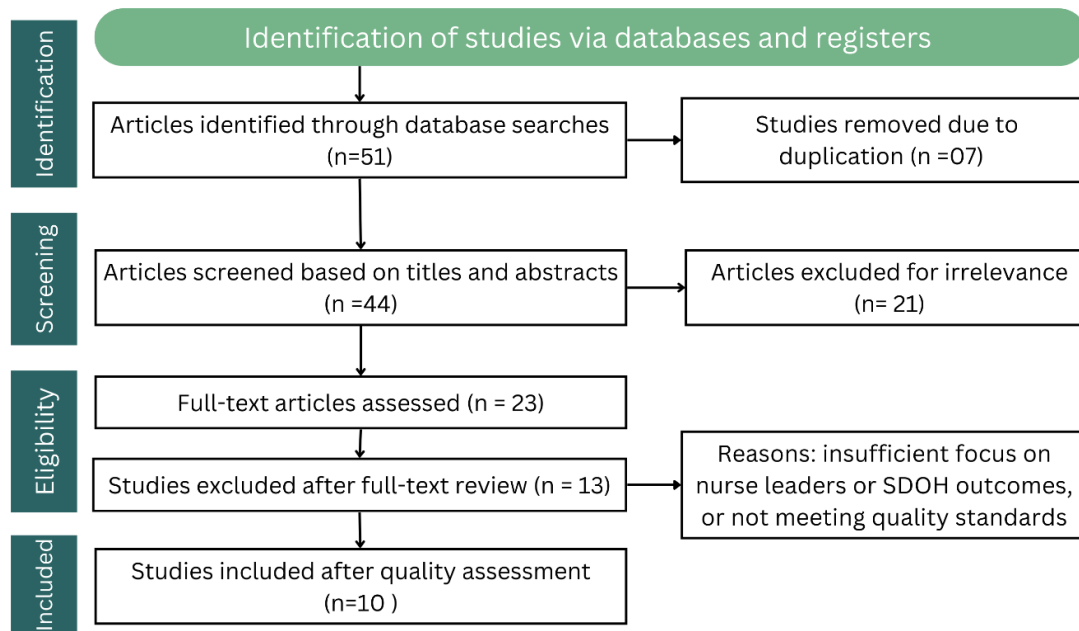 Identification of studies via databases and registers
Identification
Articles identified through database searches
(n=51)
Studies removed due to
duplication (n =07)
Screening
Articles screened based on titles and abstracts
(n =44)
Articles excluded for irrelevance
(n= 21)
Eligibility
Full-text articles assessed (n = 23)
Studies excluded after full-text review (n = 13)
Reasons: insufficient focus on
nurse leaders or SDOH outcomes,
or not meeting quality standards
Included
Studies included after quality assessment
(n=10 )